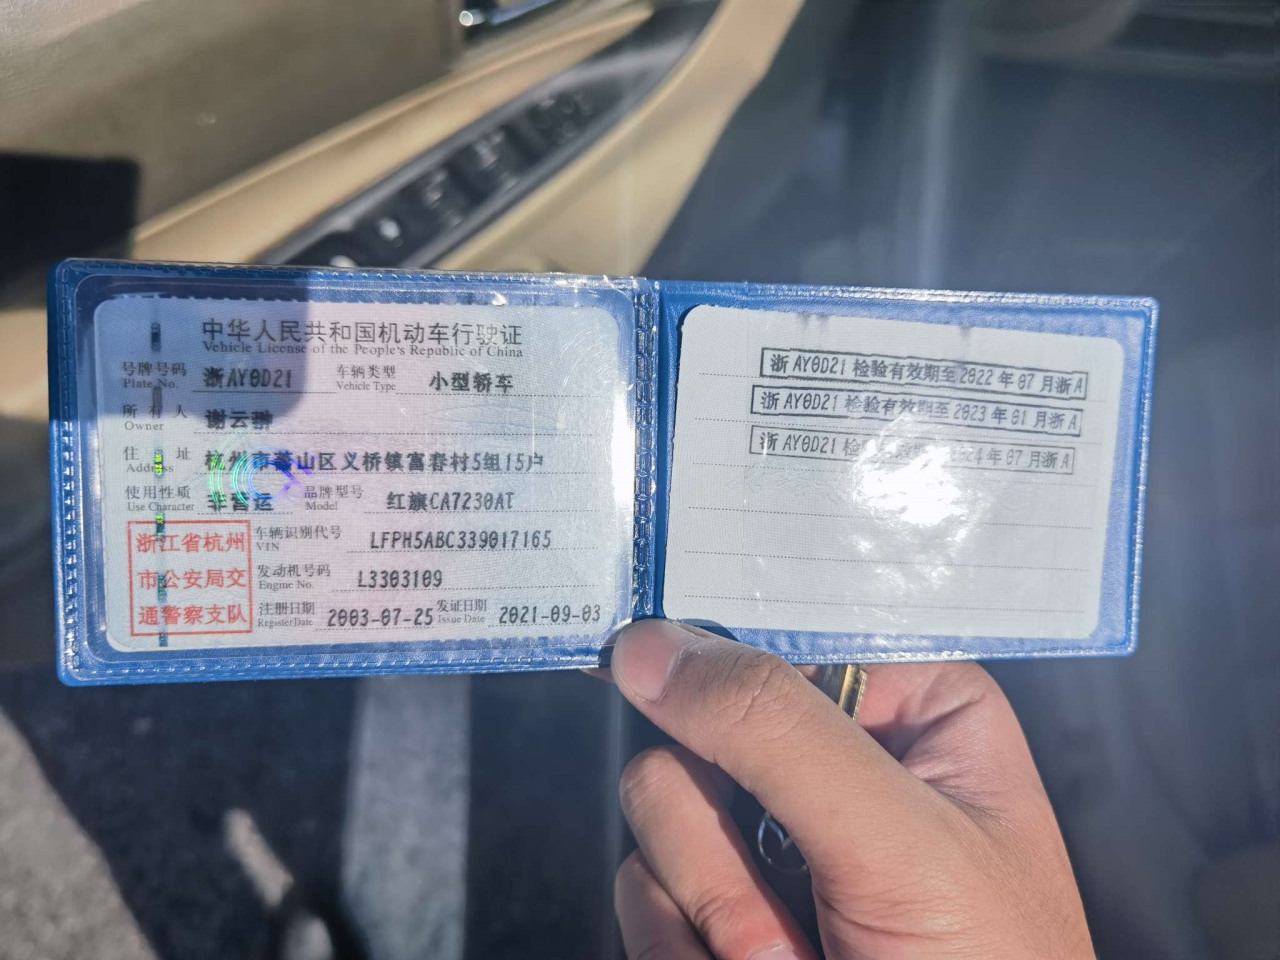 中华人民共和国机动车行驶证
Vehicle License of the People's Republic of China
号牌号码 浙AY0D21 车辆类型 小型轿车
Plate No. Vehicle Type
所有人 谢云翀
Owner
住址 杭州市萧山区义桥镇富春村5组15户
Address
使用性质 非营运 品牌型号 红旗CA7230AT
Use Character Model
浙江省杭州
市公安局交
通警察支队
车辆识别代号 LFPH5ABC339017165
VIN
发动机号码 L3303109
Engine No.
注册日期 2003-07-25 发证日期 2021-09-03
Register Date Issue Date
浙AY0D21 检验有效期至2022年07月浙A
浙AY0D21 检验有效期至2023年01月浙A
浙AY0D21 检 年07月浙A